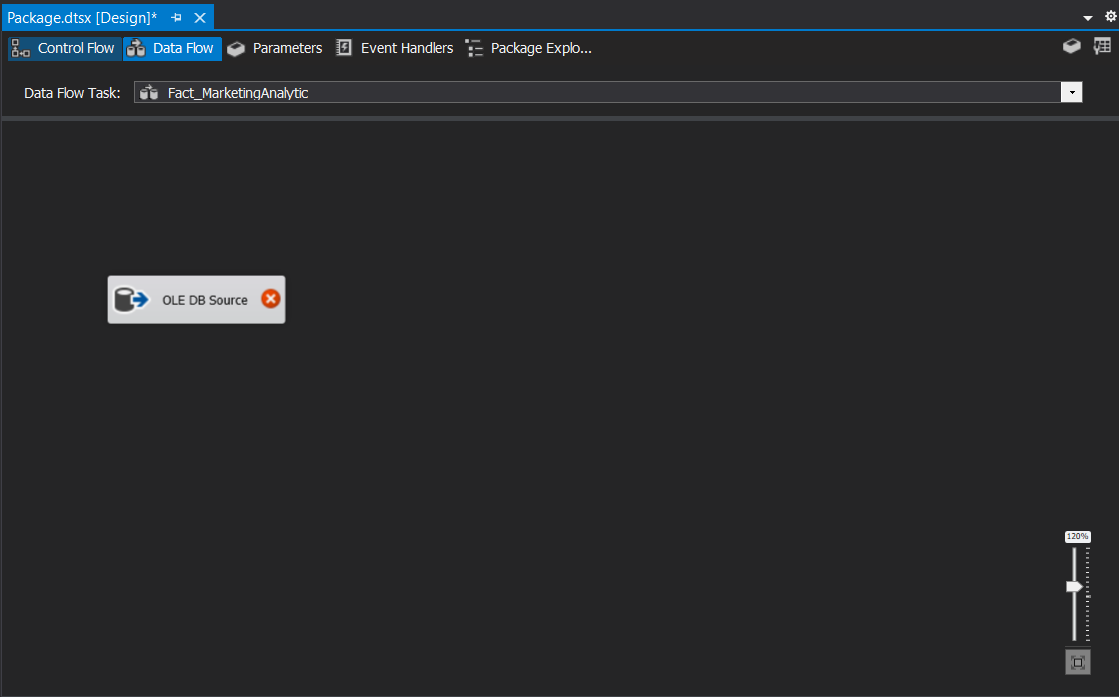 Package.dtsx [Design]*
Control Flow Data Flow Parameters Event Handlers Package Explo...
Data Flow Task: Fact_MarketingAnalytic
OLE DB Source
120%